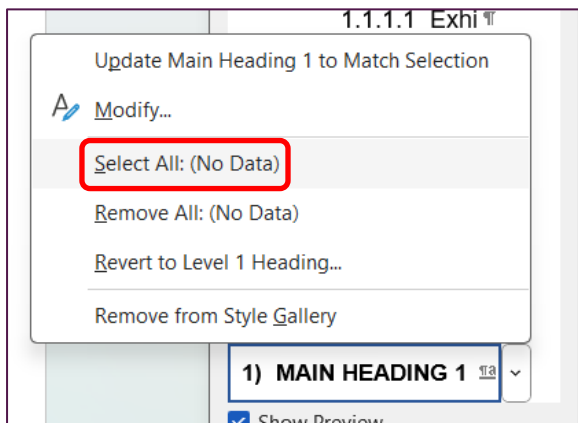 1.1.1.1 Exhi ¶
Update Main Heading 1 to Match Selection
Modify...
Select All: (No Data)
Remove All: (No Data)
Revert to Level 1 Heading...
Remove from Style Gallery
1) MAIN HEADING 1 ¶a
Show Preview